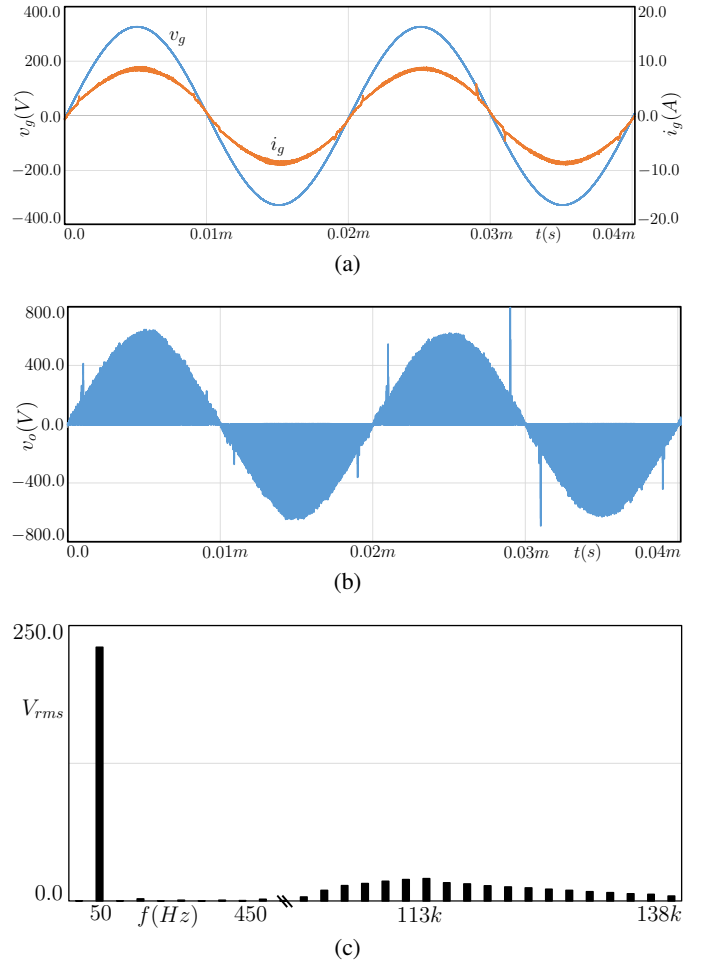 400.0
20.0
v_g
200.0
10.0
v_g(V)
0.0
0.0
i_g(A)
i_g
−200.0
−10.0
−400.0
−20.0
0.0
0.01m
0.02m
0.03m
t(s)
0.04m
(a)
800.0
400.0
v_o(V)
0.0
−400.0
−800.0
0.0
0.01m
0.02m
0.03m
t(s)
0.04m
(b)
250.0
V_{rms}
0.0
50
f(Hz)
450
113k
138k
(c)